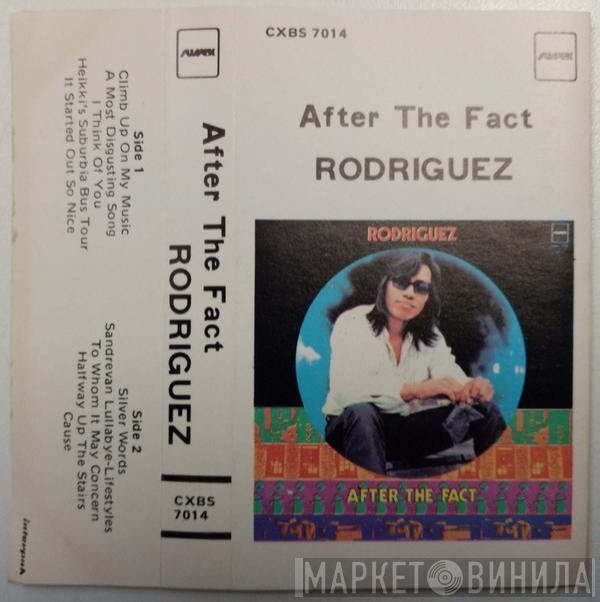 SUSSEX
Side 1
Climb Up On My Music
A Most Disgusting Song
I Think Of You
Heikki's Suburbia Bus Tour
It Started Out So Nice
Side 2
Silver Words
Sandrevan Lullabye-Lifestyles
To Whom It May Concern
Halfway Up The Stairs
Cause
interpak
After The Fact
RODRIGUEZ
CXBS
7014
CXBS 7014
After The Fact
RODRIGUEZ
RODRIGUEZ
AFTER THE FACT
МАРКЕТ ВИНИЛА